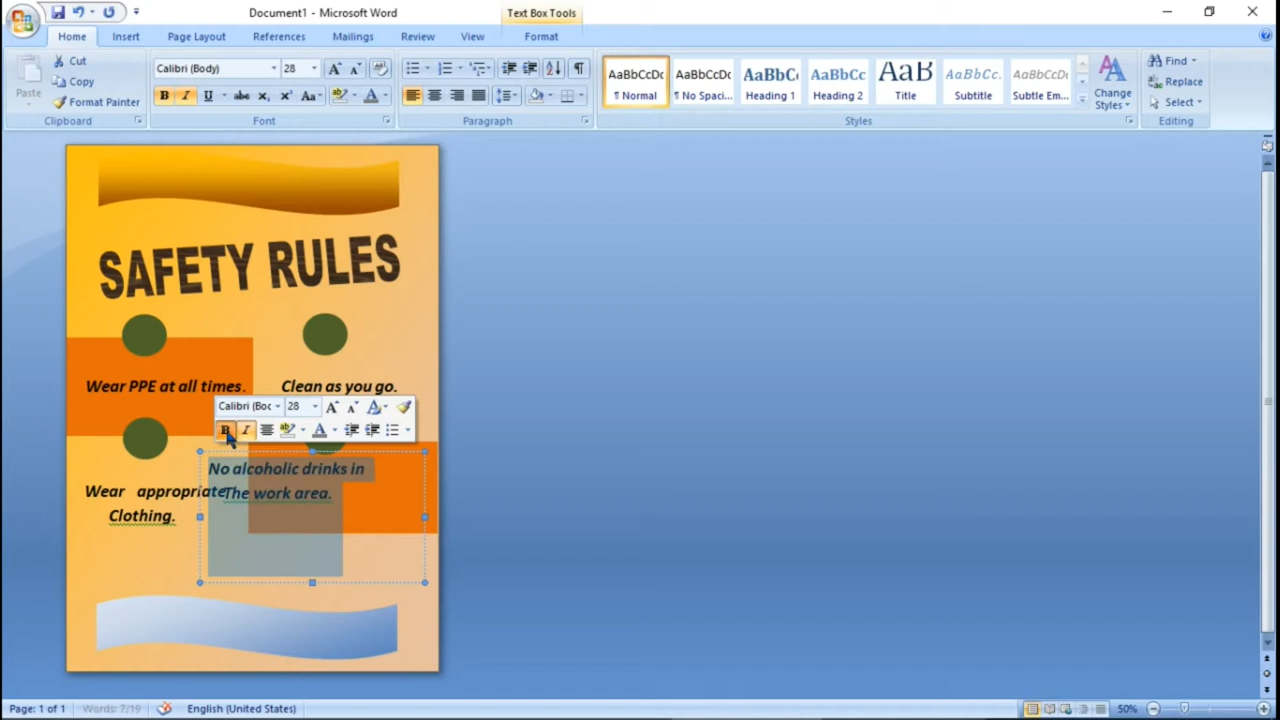 Document1 - Microsoft Word
Text Box Tools
Home Insert Page Layout References Mailings Review View Format
Paste
Cut
Copy
Format Painter
Clipboard
Calibri (Body) 28
B I U abc x₂ x² Aa
Font
Paragraph
AaBbCcDc AaBbCcDc AaBbC AaBbCc AaB AaBbCc. AaBbCcDc
¶ Normal ¶ No Spaci... Heading 1 Heading 2 Title Subtitle Subtle Em...
Styles
Change
Styles
Find
Replace
Select
Editing
SAFETY RULES
Wear PPE at all times.
Clean as you go.
Calibri (Boc 28
B I
No alcoholic drinks in
The work area.
Wear appropriate
Clothing.
Page: 1 of 1 Words: 7/19 English (United States) 50%